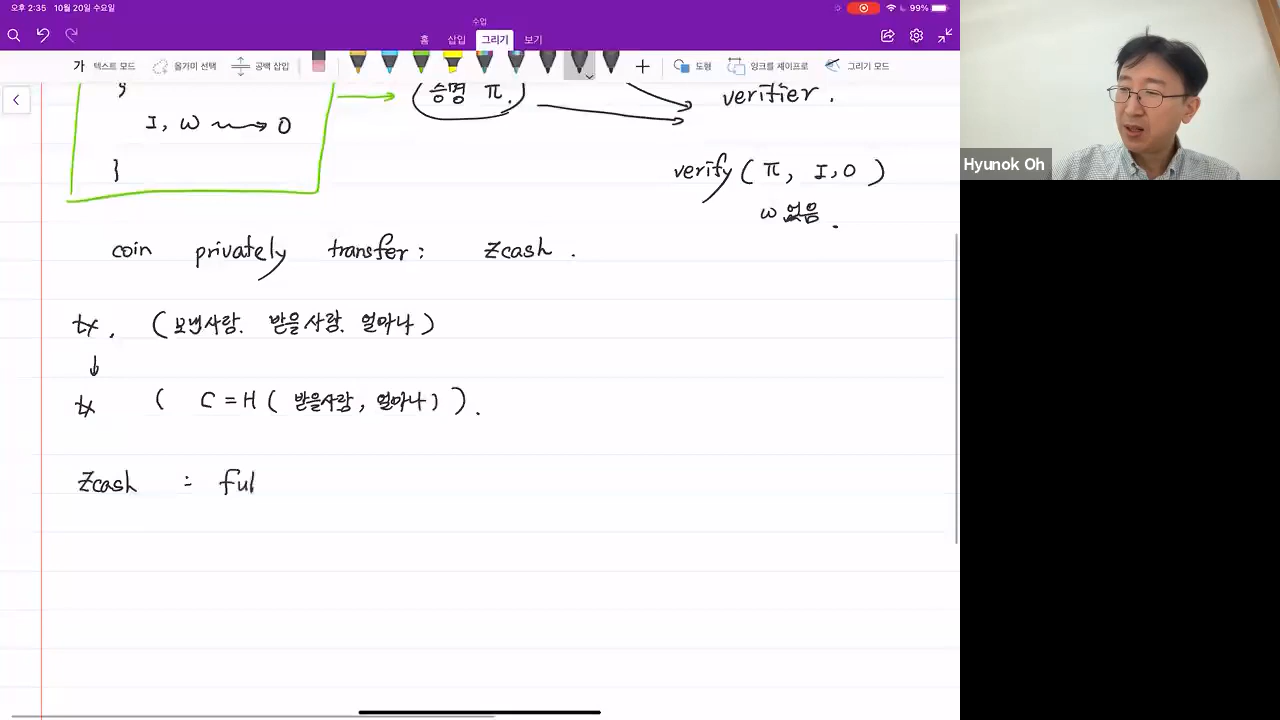 오후 2:35 10월 20일 수요일
99%
수업
홈 삽입 그리기 보기
가 텍스트 모드 올가미 선택 공백 삽입 도형 잉크를 셰이프로 그리기 모드
증명 π.
verifier.
I, w → 0
}
verify ( π, I, 0 )
w 없음.
coin privately transfer : Zcash.
tx. (보낸사람. 받을사람. 얼마나)
↓
tx ( C = H ( 받을사람, 얼마나 ) ).
Zcash : ful
Hyunok Oh